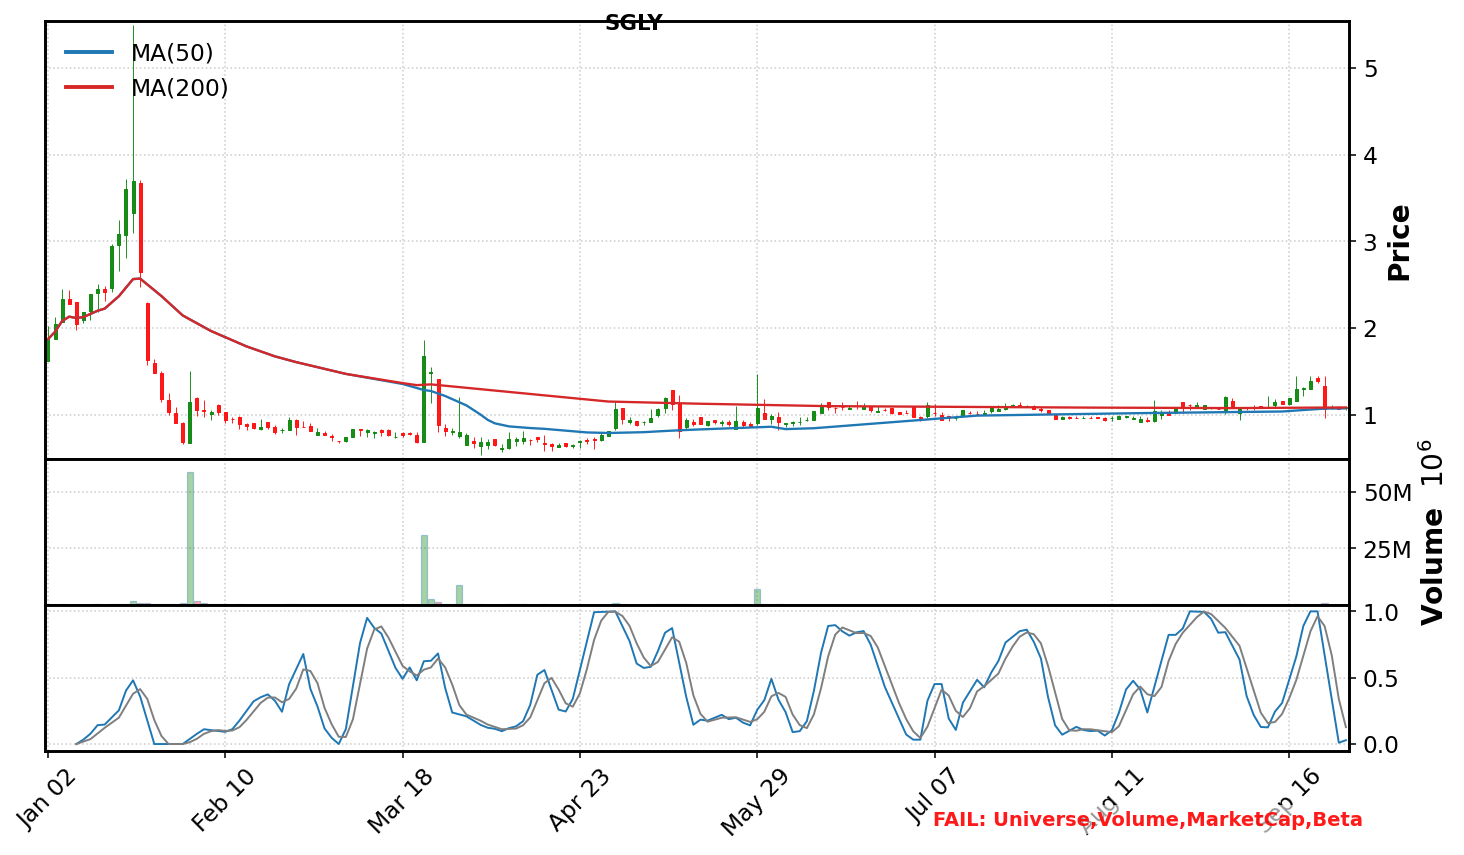 SGLY
MA(50)
MA(200)
5
4
3
2
1
Price
10^6
50M
25M
Volume
1.0
0.5
0.0
Jan 02
Feb 10
Mar 18
Apr 23
May 29
Jul 07
Aug 11
Sep 16
FAIL: Universe,Volume,MarketCap,Beta